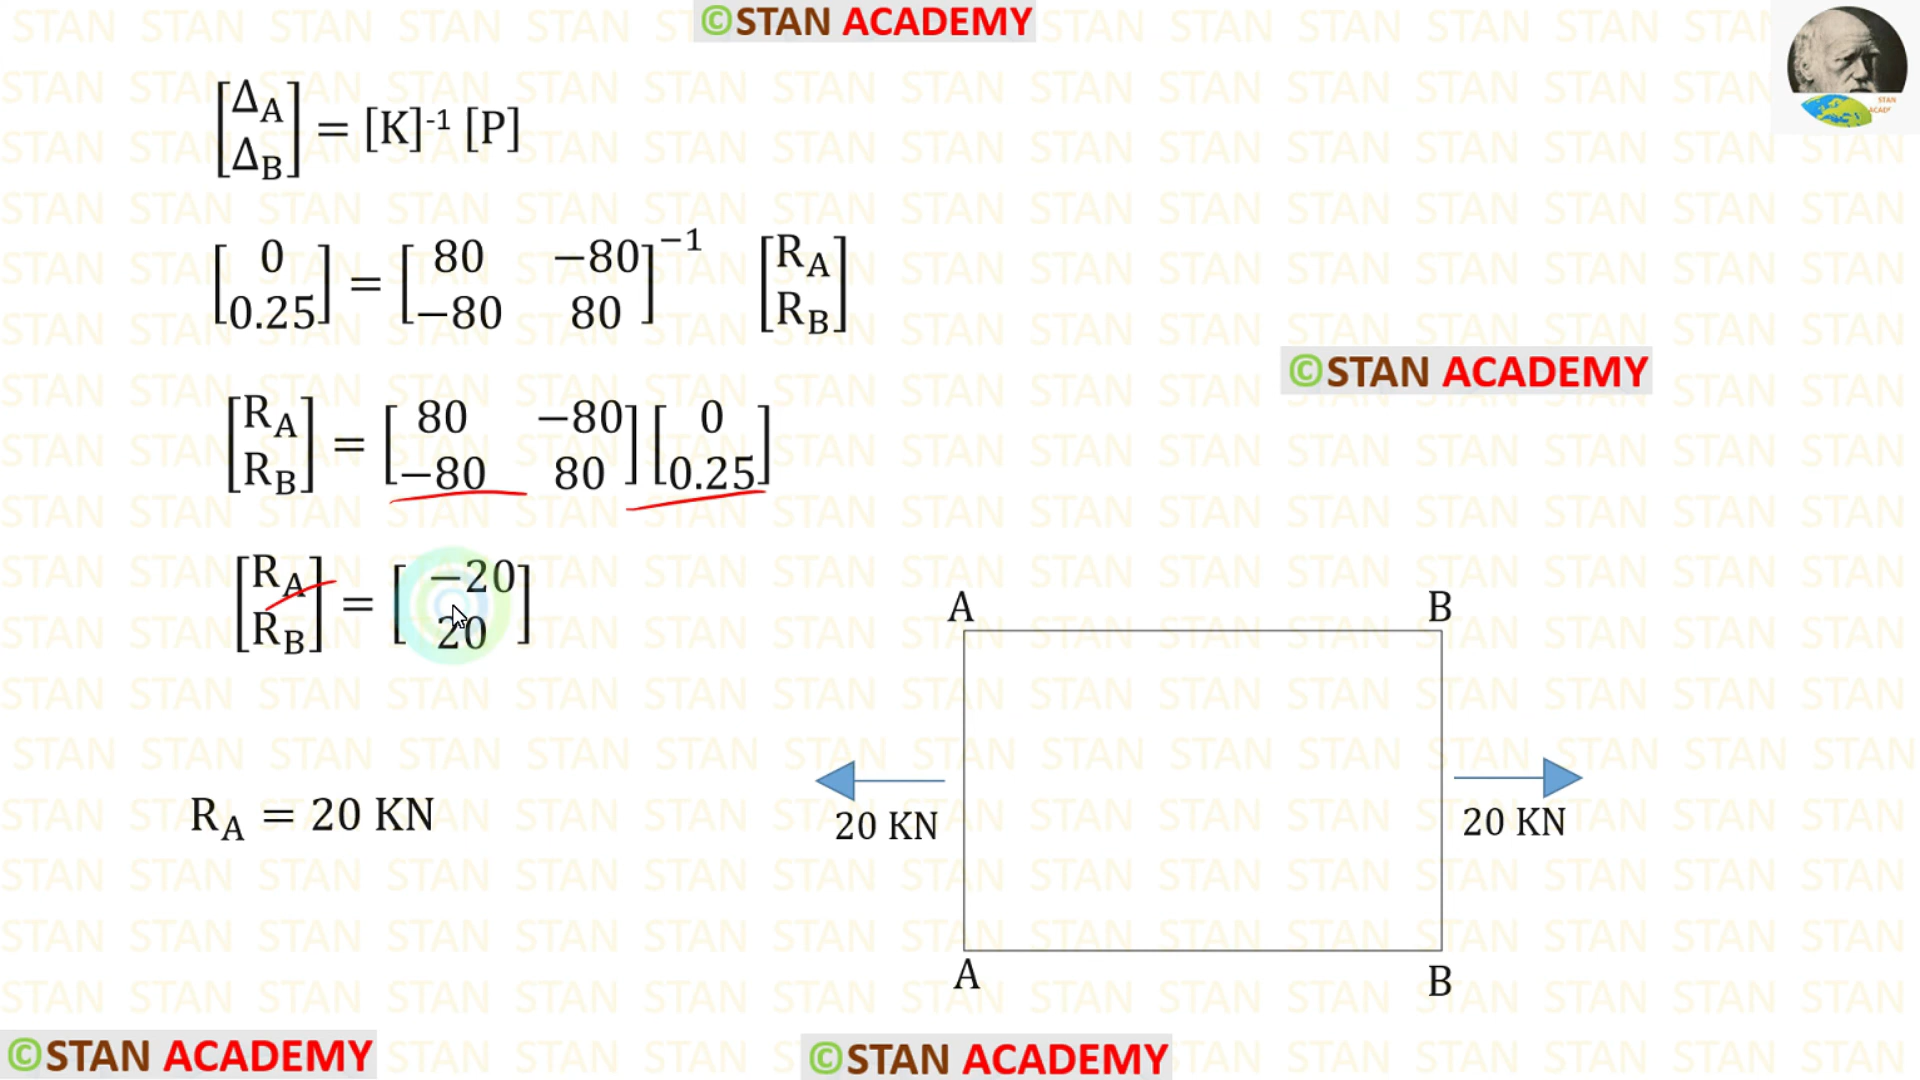 ©STAN ACADEMY
[Δ_A
Δ_B] = [K]⁻¹ [P]
[0
0.25] = [80 −80
−80 80]⁻¹ [R_A
R_B]
©STAN ACADEMY
[R_A
R_B] = [80 −80
−80 80] [0
0.25]
[R_A
R_B] = [−20
20]
A B
R_A = 20 KN
20 KN 20 KN
A B
©STAN ACADEMY
©STAN ACADEMY